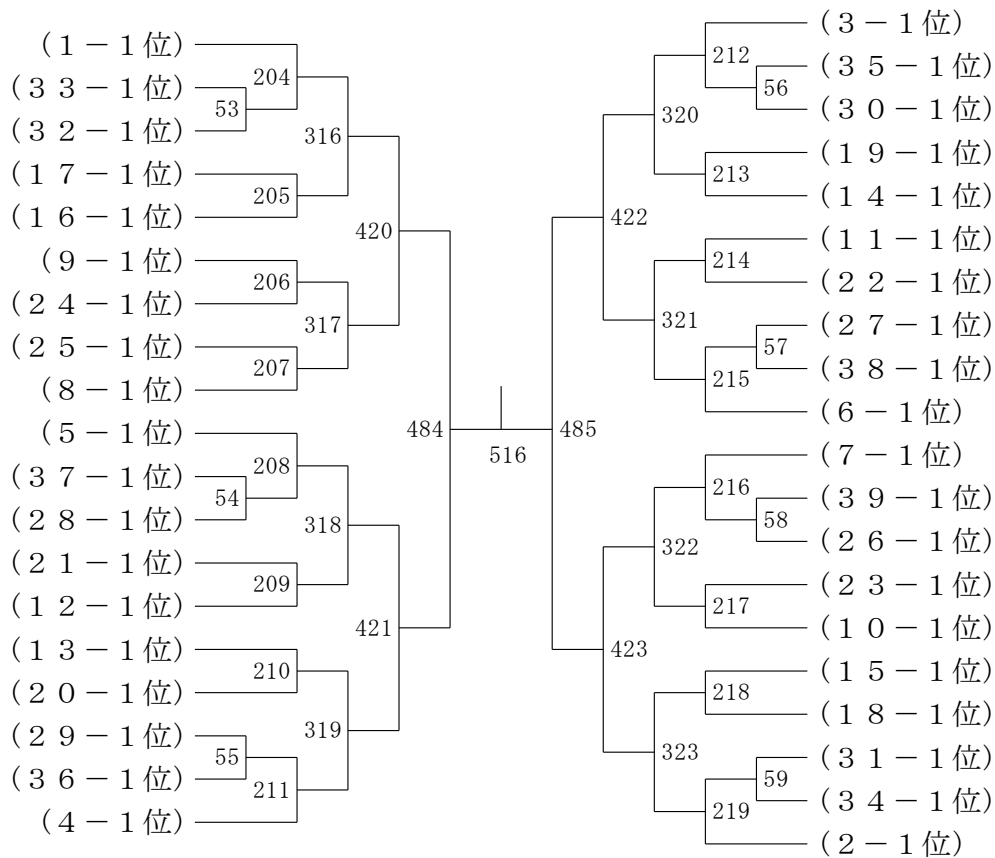 (1-1位)
(33-1位)
(32-1位)
(17-1位)
(16-1位)
(9-1位)
(24-1位)
(25-1位)
(8-1位)
(5-1位)
(37-1位)
(28-1位)
(21-1位)
(12-1位)
(13-1位)
(20-1位)
(29-1位)
(36-1位)
(4-1位)
53
54
55
204
205
206
207
208
209
210
211
316
317
318
319
420
421
484
516
485
422
423
320
321
322
323
212
213
214
215
216
217
218
219
56
57
58
59
(3-1位)
(35-1位)
(30-1位)
(19-1位)
(14-1位)
(11-1位)
(22-1位)
(27-1位)
(38-1位)
(6-1位)
(7-1位)
(39-1位)
(26-1位)
(23-1位)
(10-1位)
(15-1位)
(18-1位)
(31-1位)
(34-1位)
(2-1位)